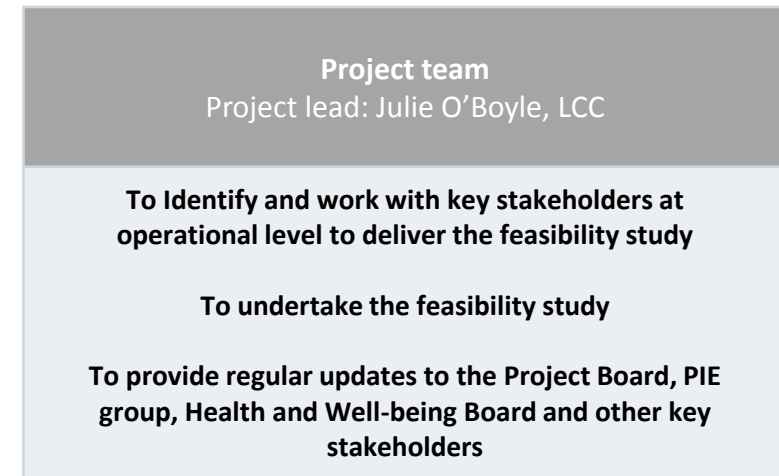 Project team
Project lead: Julie O’Boyle, LCC
To Identify and work with key stakeholders at
operational level to deliver the feasibility study
To undertake the feasibility study
To provide regular updates to the Project Board, PIE
group, Health and Well-being Board and other key
stakeholders